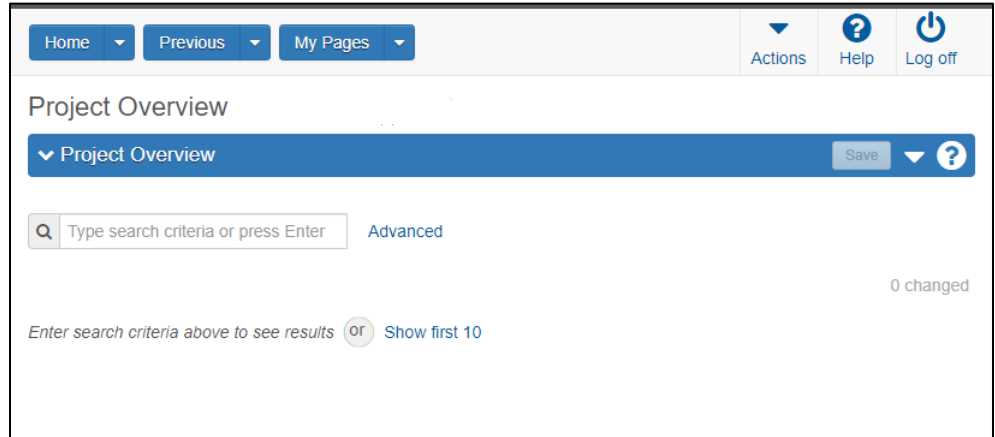 Home Previous My Pages
Actions Help Log off
Project Overview
Project Overview Save ?
Type search criteria or press Enter Advanced
0 changed
Enter search criteria above to see results or Show first 10